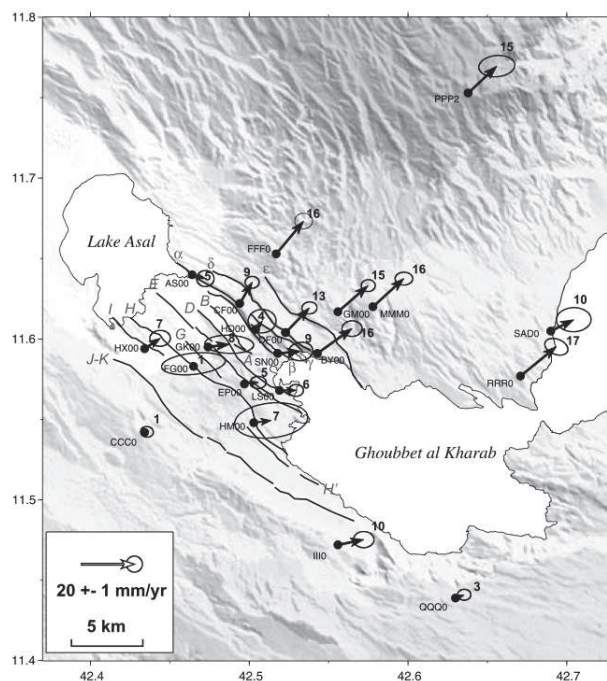 11.8
15
PPP2
11.7
Lake Asal
16
FFF0
α
δ
ε
AS00
5
9
15
16
E
CF00
GM00
MMM0
B
4
13
10
D
HD00
DF00
16
SAD0
11.6
I
H
7
G
HX00
GK00
8
9
17
SN00
BY00
A
β
γ
J-K
FG00
1
RRR0
EP00
5
LS00
6
7
HM00
1
CCC0
Ghoubbet al Kharab
11.5
H'
10
III0
20 +- 1 mm/yr
3
QQQ0
5 km
11.4
42.4
42.5
42.6
42.7